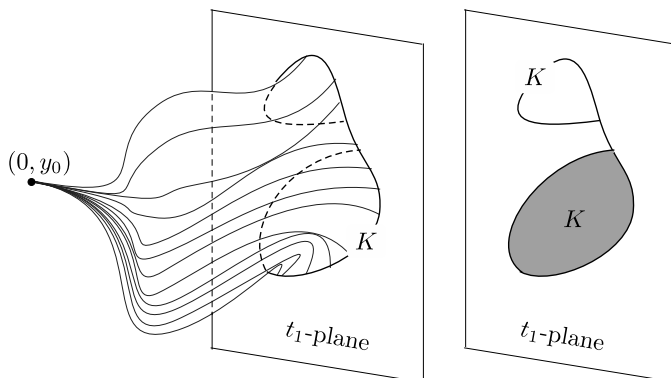 K
(0, y₀)
K
K
t₁-plane
t₁-plane